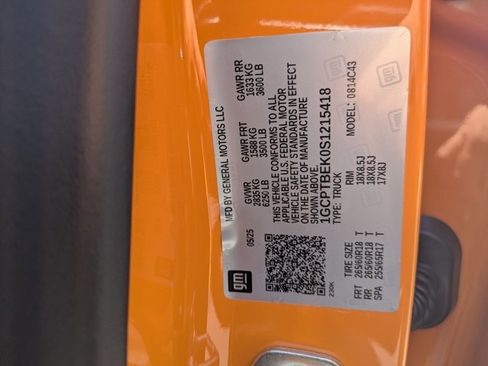 gm
MFD BY GENERAL MOTORS LLC
05/25
GVWR
2835 KG
6250 LB
GAWR FRT
1588 KG
3500 LB
GAWR RR
1633 KG
3600 LB
THIS VEHICLE CONFORMS TO ALL
APPLICABLE U.S. FEDERAL MOTOR
VEHICLE SAFETY STANDARDS IN EFFECT
ON THE DATE OF MANUFACTURE
SHOWN ABOVE.
1GCPTBEK0S1215418
TYPE: TRUCK
MODEL: 0814C43
230K
TIRE SIZE RIM
FRT 265/60R18 T 18X8.5J
RR 265/60R18 T 18X8.5J
SPA 255/65R17 T 17X8J